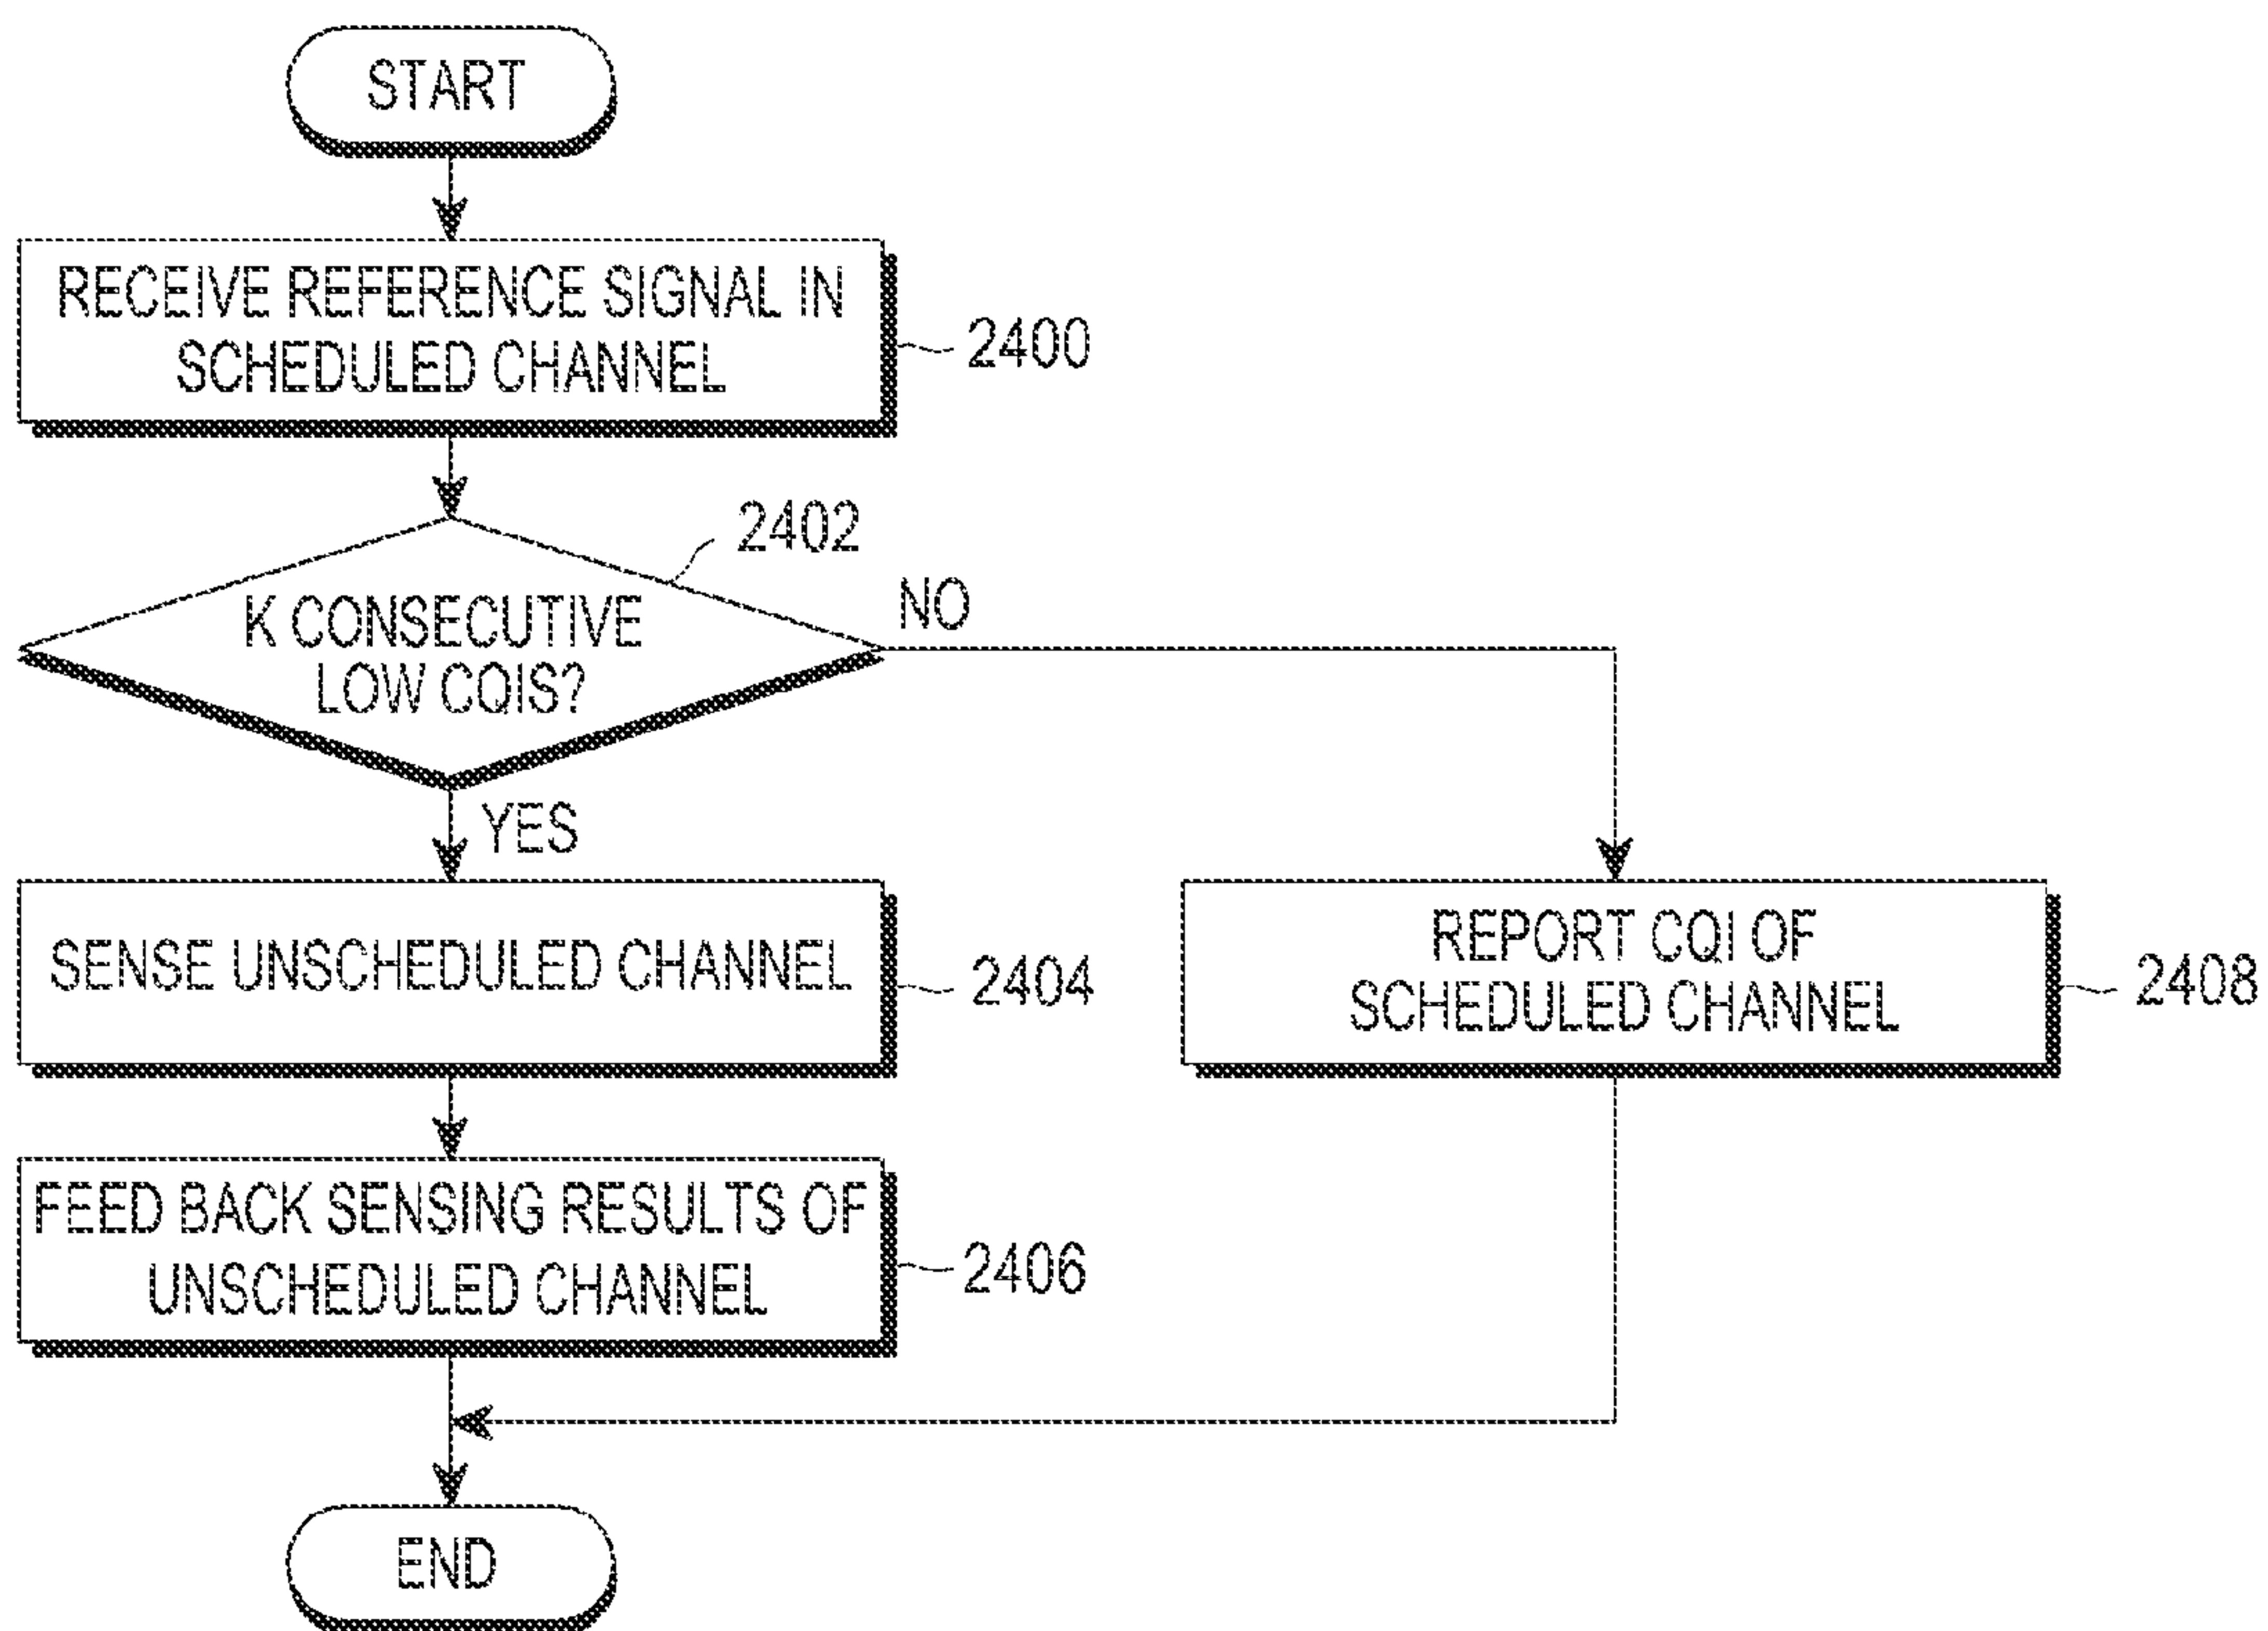 START
RECEIVE REFERENCE SIGNAL IN
SCHEDULED CHANNEL
2400
2402
K CONSECUTIVE
LOW CQIS?
NO
YES
SENSE UNSCHEDULED CHANNEL
2404
REPORT CQI OF
SCHEDULED CHANNEL
2408
FEED BACK SENSING RESULTS OF
UNSCHEDULED CHANNEL
2406
END